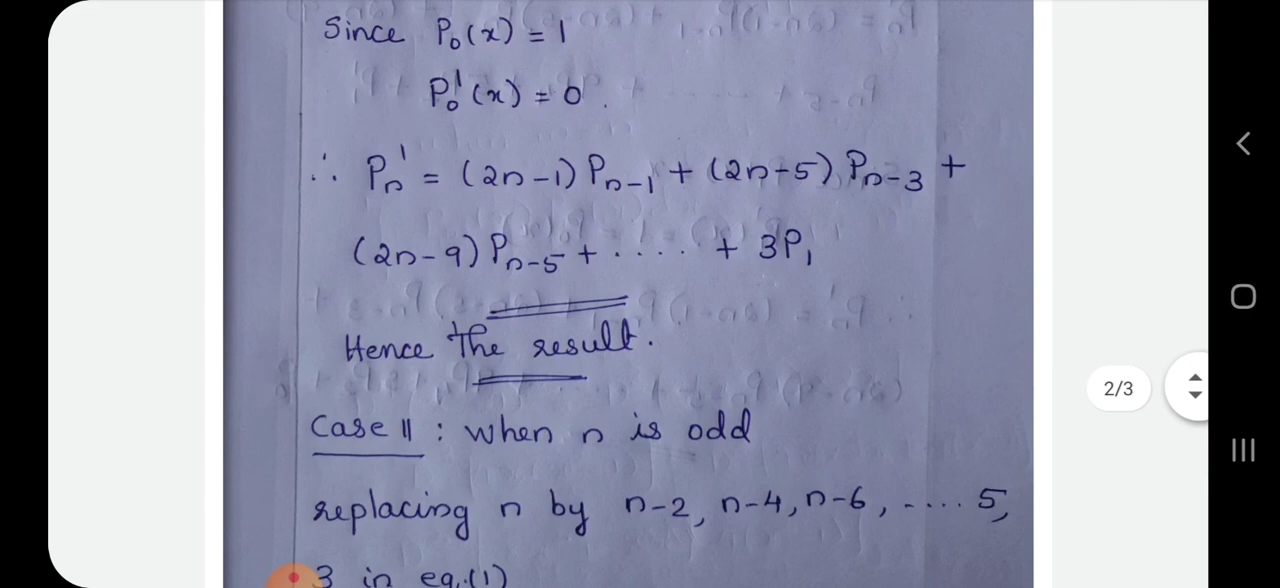 Since P₀(x) = 1
P₀'(x) = 0.
∴ Pₙ' = (2n-1) Pₙ₋₁ + (2n-5) Pₙ₋₃ +
(2n-9) Pₙ₋₅ + ..... + 3P₁
Hence the result.
Case II : when n is odd
replacing n by n-2, n-4, n-6, ..... 5,
3 in eq.(1)
2/3